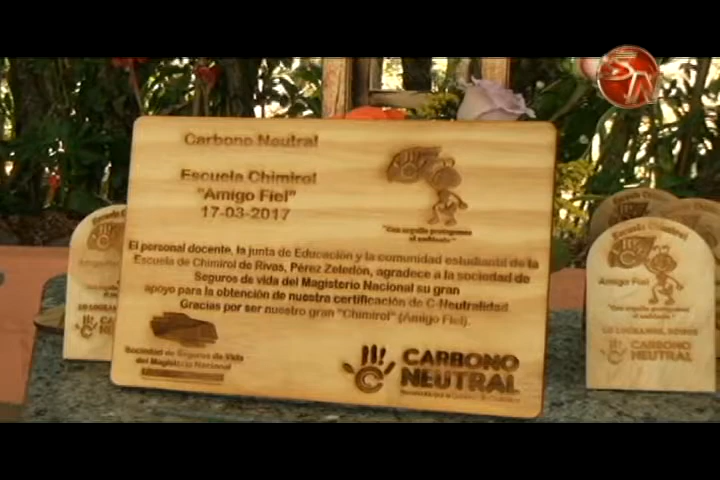 SN
Carbono Neutral
Escuela Chimirol
"Amigo Fiel"
17-03-2017
"Con orgullo protegemos
el ambiente"
El personal docente, la junta de Educación y la comunidad estudiantil de la
Escuela de Chimirol de Rivas, Pérez Zeledón, agradece a la sociedad de
Seguros de vida del Magisterio Nacional su gran
apoyo para la obtención de nuestra certificación de C-Neutralidad.
Gracias por ser nuestro gran "Chimirol" (Amigo Fiel).
Sociedad de Seguros de Vida
del Magisterio Nacional
CARBONO
NEUTRAL
Escuela Chimirol
Amigo Fiel
LO LOGRAMOS, SOMOS
CARBONO
NEUTRAL